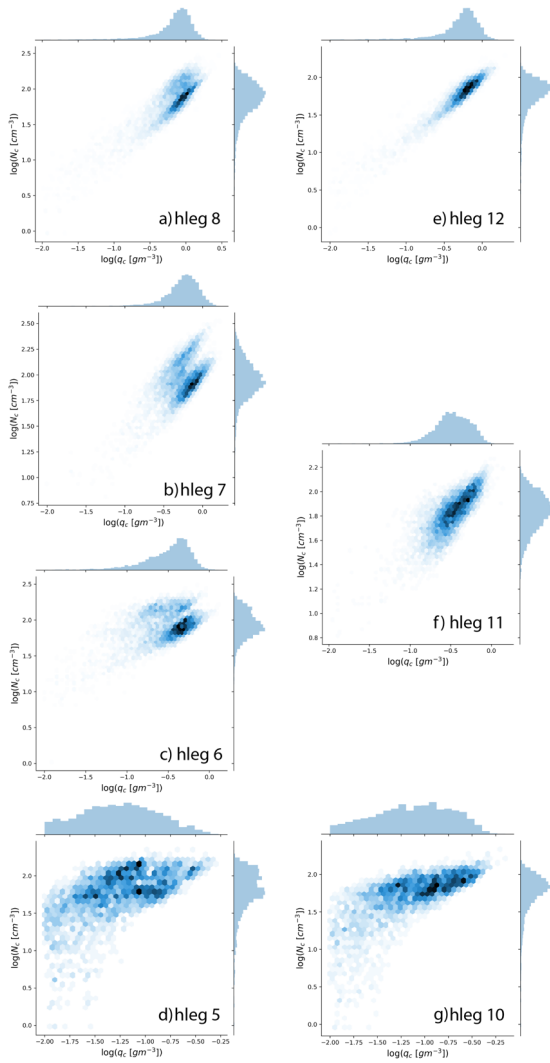 2.5
2.0
1.5
1.0
0.5
0.0
log(N_c [cm⁻³])
−2.0 −1.5 −1.0 −0.5 0.0
log(q_c [gm⁻³])
a) hleg 8
2.0
1.5
1.0
0.5
0.0
log(N_c [cm⁻³])
−2.0 −1.5 −1.0 −0.5 0.0
log(q_c [gm⁻³])
e) hleg 12
2.50
2.25
2.00
1.75
1.50
1.25
1.00
0.75
log(N_c [cm⁻³])
−2.0 −1.5 −1.0 −0.5 0.0
log(q_c [gm⁻³])
b) hleg 7
2.2
2.0
1.8
1.6
1.4
1.2
1.0
0.8
log(N_c [cm⁻³])
−2.0 −1.5 −1.0 −0.5 0.0
log(q_c [gm⁻³])
f) hleg 11
2.5
2.0
1.5
1.0
0.5
0.0
log(N_c [cm⁻³])
−2.0 −1.5 −1.0 −0.5 0.0
log(q_c [gm⁻³])
c) hleg 6
2.0
1.5
1.0
0.5
0.0
log(N_c [cm⁻³])
−2.00 −1.75 −1.50 −1.25 −1.00 −0.75 −0.50 −0.25
log(q_c [gm⁻³])
d) hleg 5
2.0
1.5
1.0
0.5
0.0
log(N_c [cm⁻³])
−2.00 −1.75 −1.50 −1.25 −1.00 −0.75 −0.50 −0.25
log(q_c [gm⁻³])
g) hleg 10